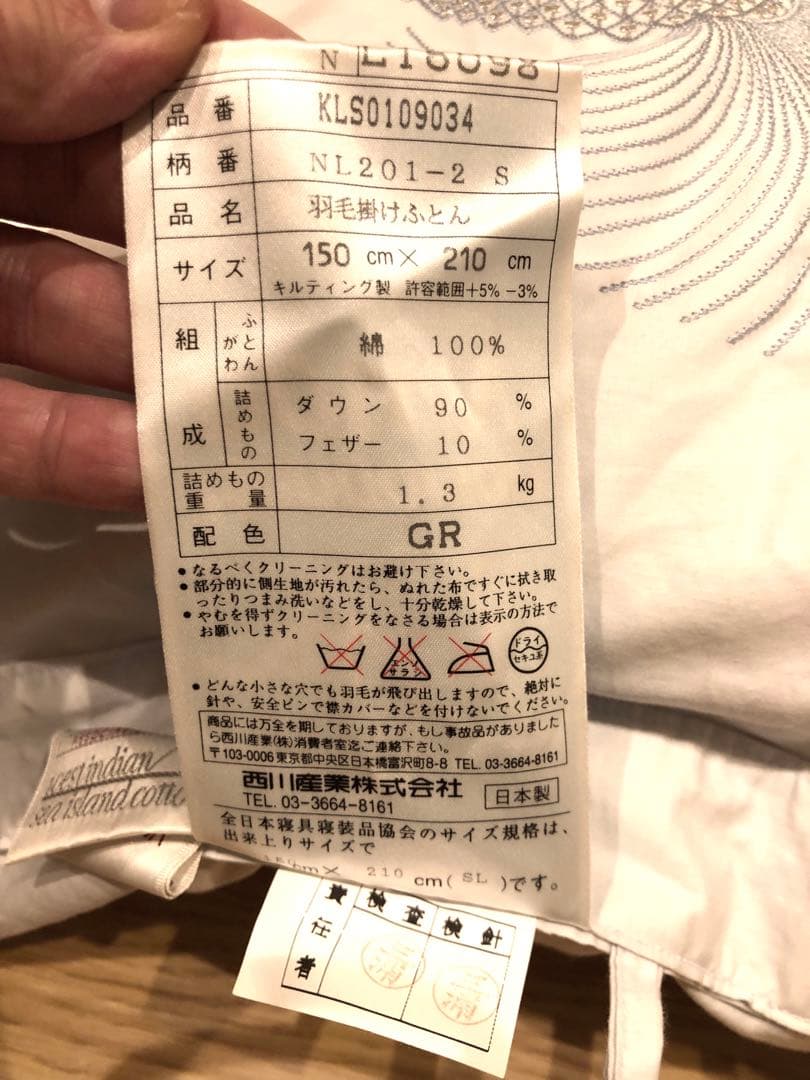 N LT6098
品番 KLS0109034
柄番 NL201-2 S
品名 羽毛掛けふとん
サイズ 150 cm× 210 cm
キルティング製 許容範囲+5% -3%
組成 ふとんがわ 綿 100%
詰めもの ダウン 90 %
フェザー 10 %
詰めもの重量 1.3 kg
配色 GR
●なるべくクリーニングはお避け下さい。
●部分的に側生地が汚れたら、ぬれた布ですぐに拭き取
ったりつまみ洗いなどをし、十分乾燥して下さい。
●やむを得ずクリーニングをなさる場合は表示の方法で
お願いします。
エンソ
サラシ
ドライ
セキユ系
●どんな小さな穴でも羽毛が飛び出しますので、絶対に
針や、安全ピンで襟カバーなどを付けないでください。
商品には万全を期しておりますが、もし事故品がありました
ら西川産業(株)消費者室迄ご連絡下さい。
〒103-0006 東京都中央区日本橋富沢町8-8 TEL. 03-3664-8161
西川産業株式会社
TEL. 03-3664-8161 日本製
全日本寝具寝装品協会のサイズ規格は、
出来上りサイズで
150cm× 210 cm( SL )です。
責任者 検査 検針
west indian
sea island cotto